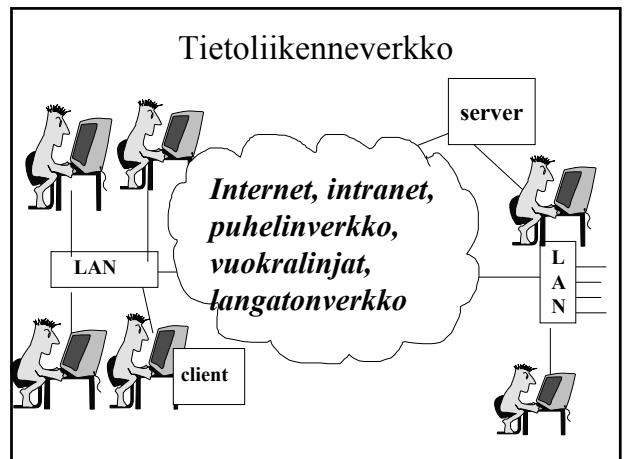 Tietoliikenneverkko
server
Internet, intranet,
puhelinverkko,
vuokralinjat,
langatonverkko
LAN
L
A
N
client